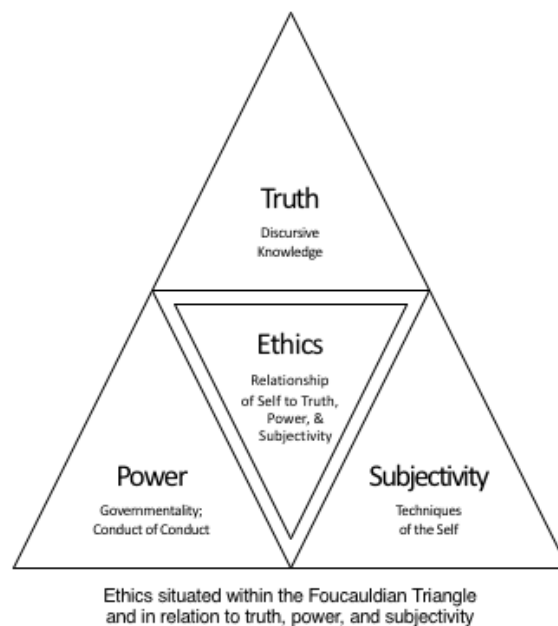 Truth
Discursive
Knowledge
Ethics
Relationship
of Self to Truth,
Power, &
Subjectivity
Power
Governmentality;
Conduct of Conduct
Subjectivity
Techniques
of the Self
Ethics situated within the Foucauldian Triangle
and in relation to truth, power, and subjectivity